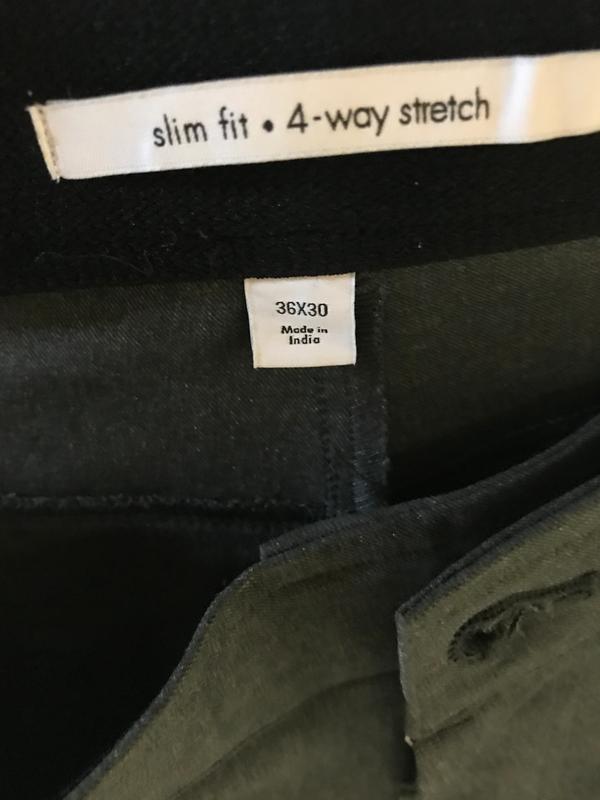 slim fit • 4-way stretch
36X30
Made in
India